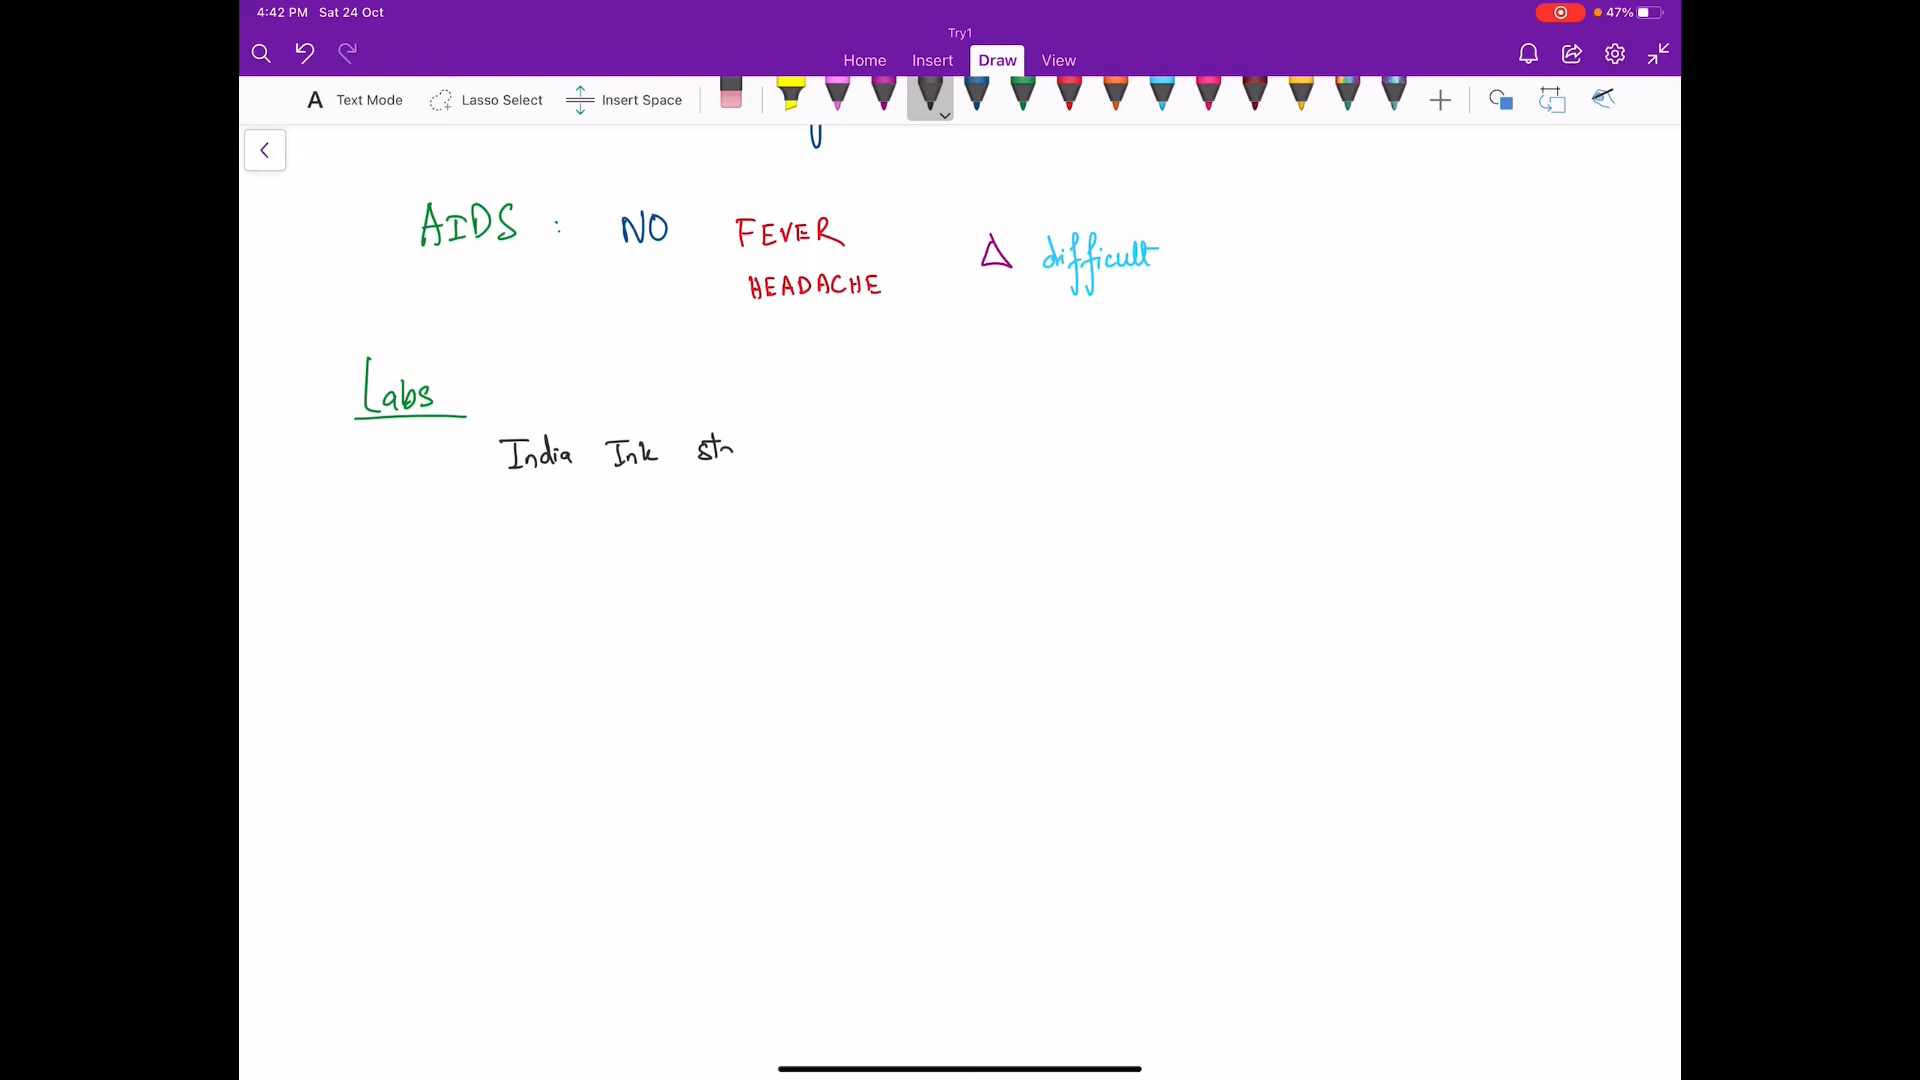 4:42 PM Sat 24 Oct
47%
Try1
Home Insert Draw View
A Text Mode Lasso Select Insert Space
AIDS : NO FEVER
HEADACHE
Δ difficult
Labs
India Ink stn